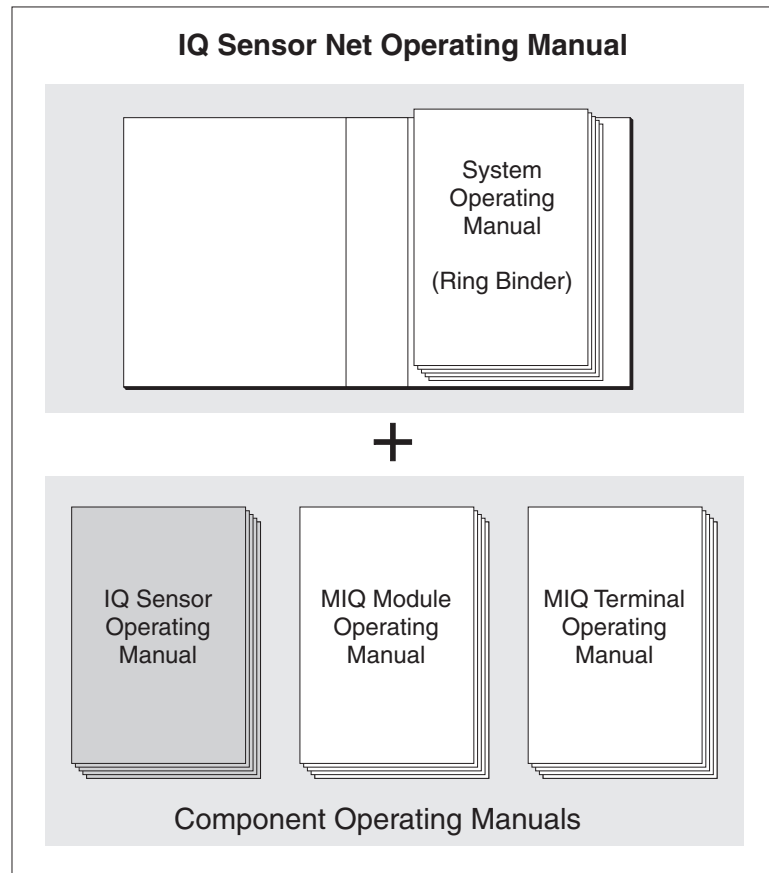 IQ Sensor Net Operating Manual
System
Operating
Manual
(Ring Binder)
+
IQ Sensor
Operating
Manual
MIQ Module
Operating
Manual
MIQ Terminal
Operating
Manual
Component Operating Manuals